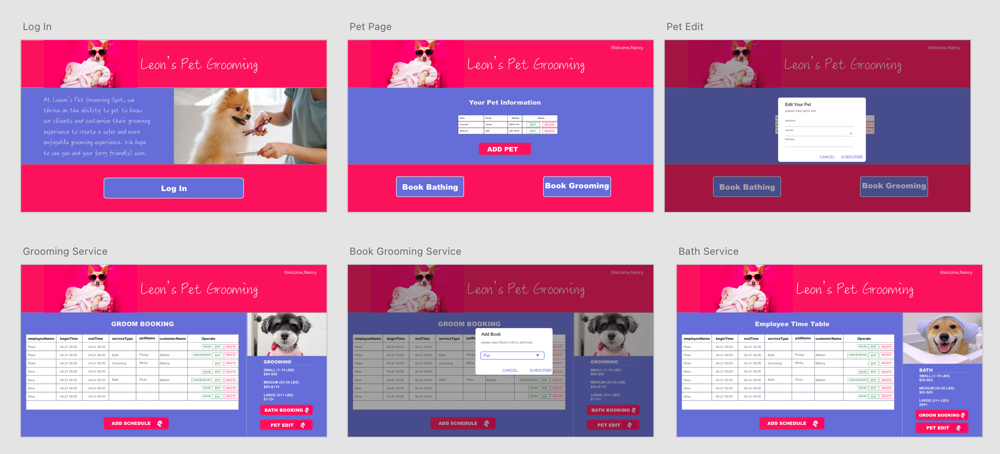 Log In
Leon's Pet Grooming
At Leaon's Pet Grooming Spot, we
thrive on the ability to get to know
our clients and customize their grooming
experience to create a safer and more
enjoyable grooming experience. We hope
to see you and your furry friend(s) soon.
Log In
Pet Page
Welcome,Nancy
Leon's Pet Grooming
Your Pet Information
Name Gender BirthDay Operate
Snow ball Female 2022-01-03 EDIT DELETE
Wang Cai Male 2021-06-05 EDIT DELETE
ADD PET
Book Bathing
Book Grooming
Pet Edit
Welcome,Nancy
Leon's Pet Grooming
Edit Your Pet
please input pet's info
petName
Gender
Birthday
CANCEL SUBSCRIBE
Book Bathing
Book Grooming
Grooming Service
Welcome,Nancy
Leon's Pet Grooming
GROOM BOOKING
employeeName beginTime endTime serviceType petName customerName Operate
Peter 04-21 09:00 04-21 09:00 BOOK EDIT DELETE
Peter 04-21 09:00 04-21 09:00 Bath Poopy Admin CANCELBOOK EDIT DELETE
Peter 04-21 09:00 04-21 09:00 Grooming Micky Nancy EDIT DELETE
Alice 04-21 09:00 04-21 09:00 BOOK EDIT DELETE
Alice 04-21 09:00 04-21 09:00 Bath Pluto Admin CANCELBOOK EDIT DELETE
Alice 04-21 09:00 04-21 09:00 BOOK EDIT DELETE
Alice 04-21 09:00 04-21 09:00 BOOK EDIT DELETE
ADD SCHEDULE
GROOMING
SMALL (1-19 LBS)
$80-$95
MEDIUM (20-50 LBS)
$95-$115
LARGE (51+ LBS)
$115+
BATH BOOKING
PET EDIT
Book Grooming Service
Welcome,Nancy
Leon's Pet Grooming
GROOM BOOKING
employeeName beginTime endTime serviceType
Peter 04-21 09:00 04-21 09:00 DELETE
Peter 04-21 09:00 04-21 09:00 Bath Poopy DELETE
Peter 04-21 09:00 04-21 09:00 Grooming Micky DELETE
Alice 04-21 09:00 04-21 09:00 DELETE
Alice 04-21 09:00 04-21 09:00 Bath Pluto Admin CANCELBOOK EDIT DELETE
Alice 04-21 09:00 04-21 09:00 BOOK EDIT DELETE
Alice 04-21 09:00 04-21 09:00 BOOK EDIT DELETE
ADD SCHEDULE
Add Book
please input Book's info to add book.
Pet
CANCEL SUBSCRIBE
GROOMING
SMALL (1-19 LBS)
$80-$95
MEDIUM (20-50 LBS)
$95-$115
LARGE (51+ LBS)
$115+
BATH BOOKING
PET EDIT
Bath Service
Welcome,Nancy
Leon's Pet Grooming
Employee Time Table
employeeName beginTime endTime serviceType petName customerName Operate
Peter 04-21 09:00 04-21 09:00 BOOK EDIT DELETE
Peter 04-21 09:00 04-21 09:00 Bath Poopy Admin CANCELBOOK EDIT DELETE
Peter 04-21 09:00 04-21 09:00 Grooming Micky Nancy EDIT DELETE
Alice 04-21 09:00 04-21 09:00 BOOK EDIT DELETE
Alice 04-21 09:00 04-21 09:00 Bath Pluto Admin CANCELBOOK EDIT DELETE
Alice 04-21 09:00 04-21 09:00 BOOK EDIT DELETE
Alice 04-21 09:00 04-21 09:00 BOOK EDIT DELETE
ADD SCHEDULE
BATH
SMALL (1-19 LBS)
$50-$65
MEDIUM (20-50 LBS)
$65-$85
LARGE (51+ LBS)
$85+
GROOM BOOKING
PET EDIT